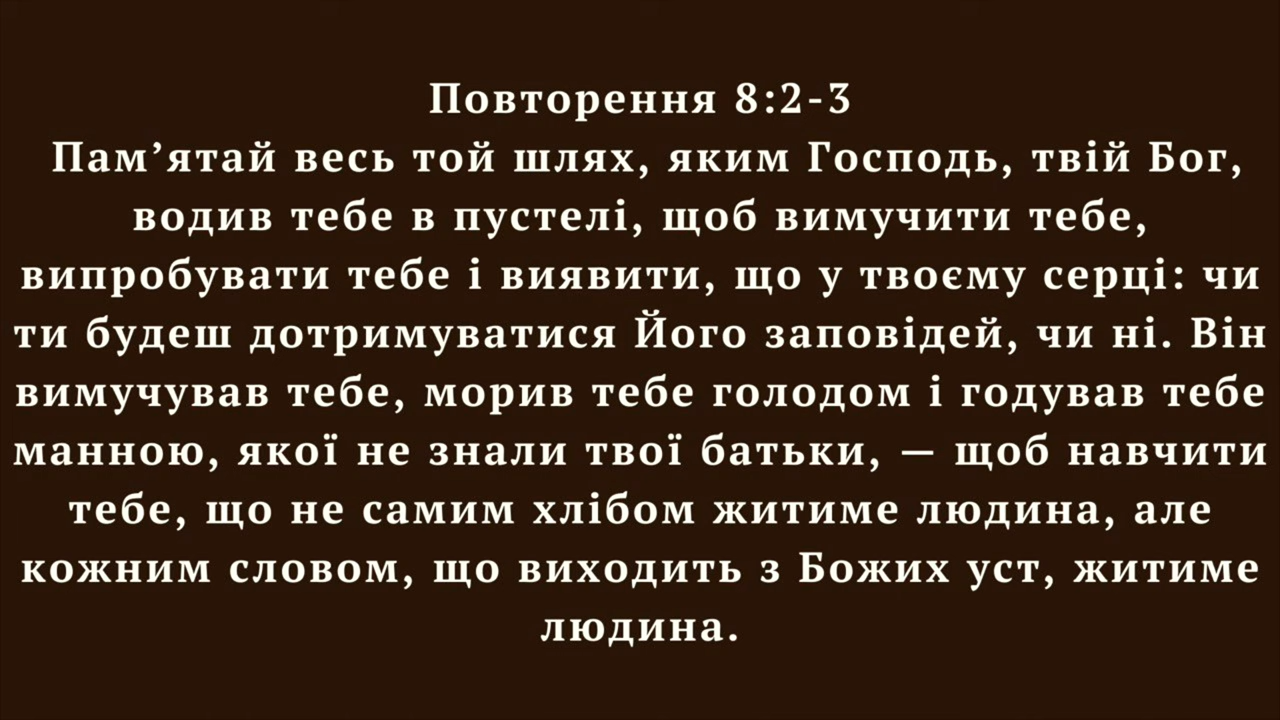 Повторення 8:2-3
Пам’ятай весь той шлях, яким Господь, твій Бог,
водив тебе в пустелі, щоб вимучити тебе,
випробувати тебе і виявити, що у твоєму серці: чи
ти будеш дотримуватися Його заповідей, чи ні. Він
вимучував тебе, морив тебе голодом і годував тебе
манною, якої не знали твої батьки, — щоб навчити
тебе, що не самим хлібом житиме людина, але
кожним словом, що виходить з Божих уст, житиме
людина.